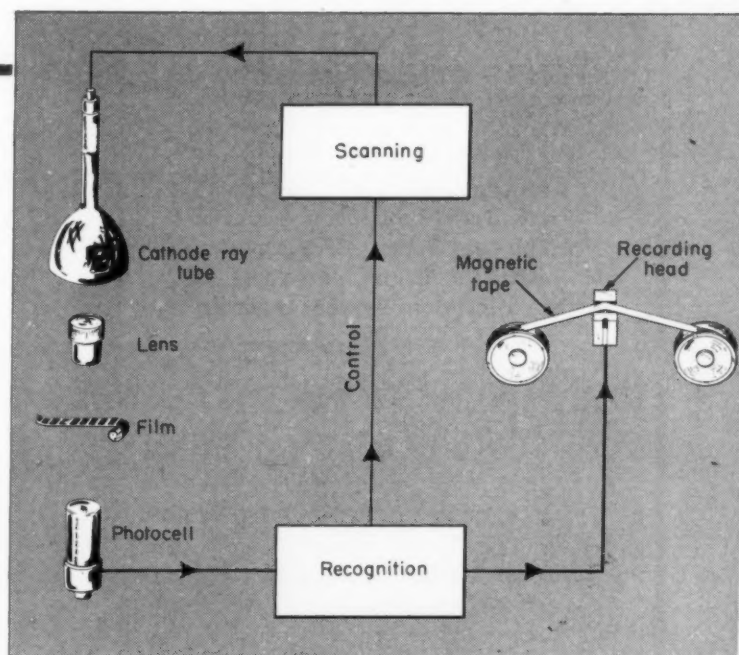 Scanning
Cathode ray
tube
Magnetic
tape
Recording
head
Lens
Control
Film
Photocell
Recognition